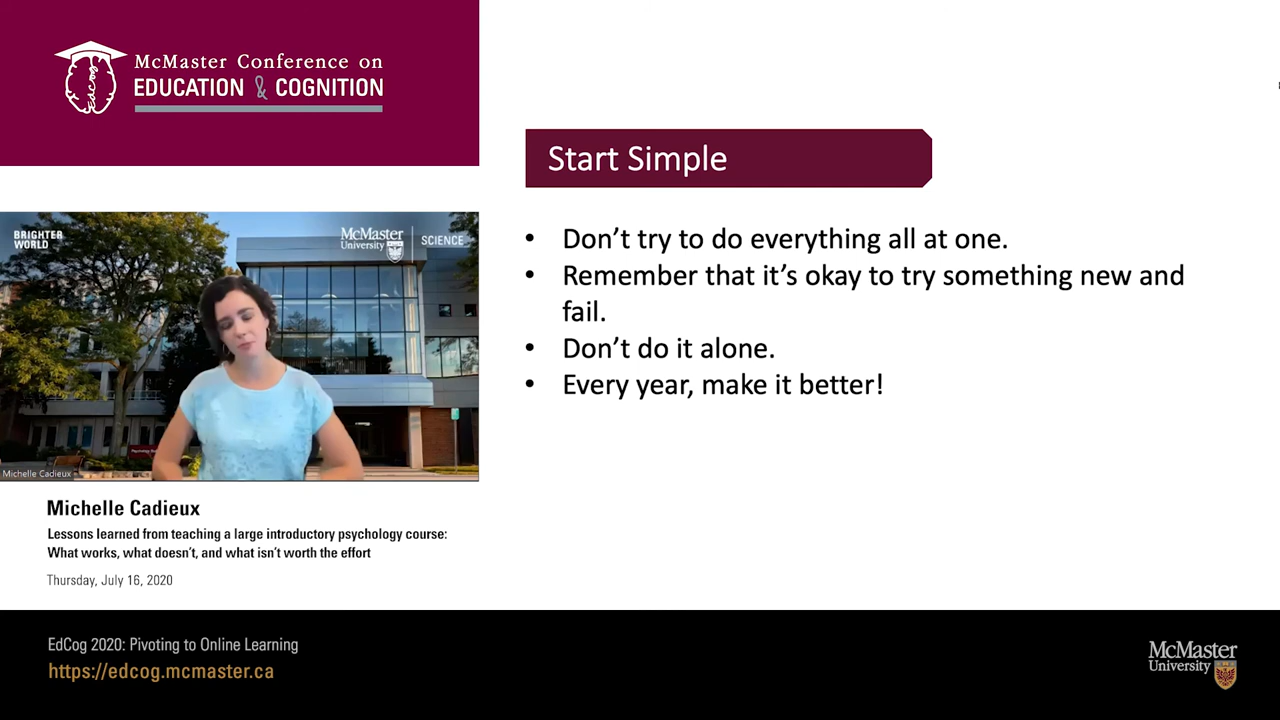 McMaster Conference on
EDUCATION & COGNITION
edcog
Start Simple
• Don’t try to do everything all at one.
• Remember that it’s okay to try something new and
fail.
• Don’t do it alone.
• Every year, make it better!
BRIGHTER
WORLD
McMaster
University
SCIENCE
Michelle Cadieux
Michelle Cadieux
Lessons learned from teaching a large introductory psychology course:
What works, what doesn’t, and what isn’t worth the effort
Thursday, July 16, 2020
EdCog 2020: Pivoting to Online Learning
https://edcog.mcmaster.ca
McMaster
University